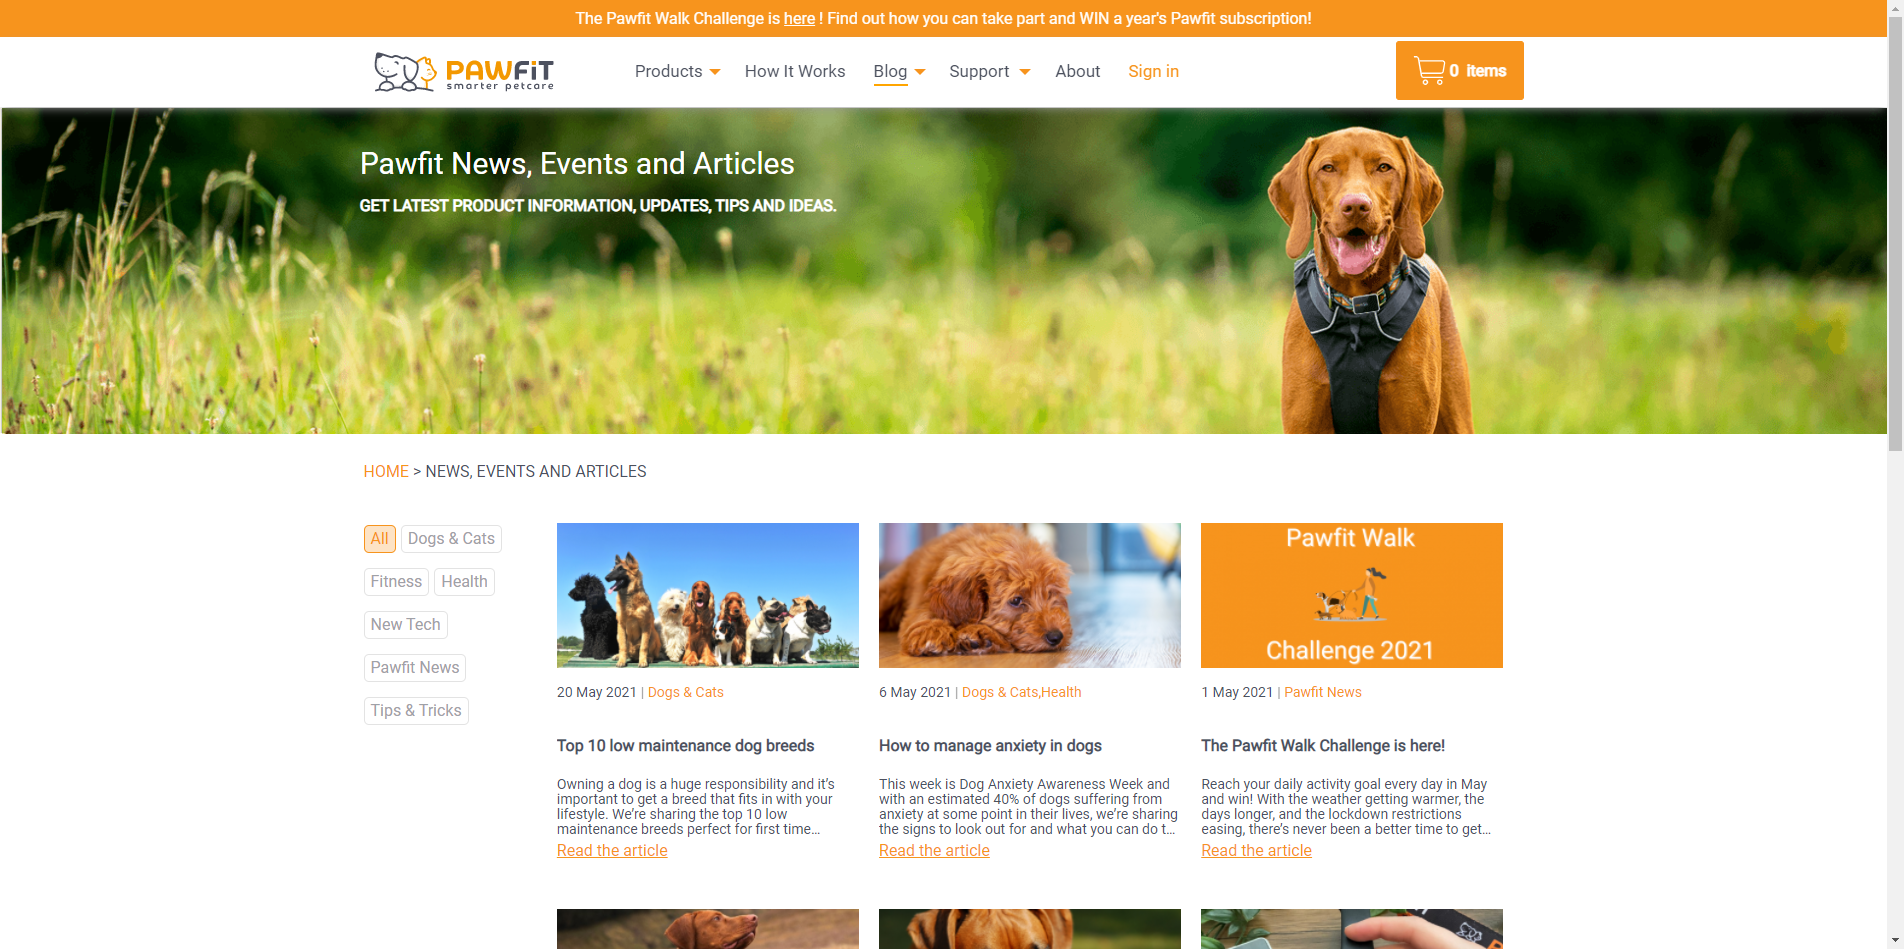 The Pawfit Walk Challenge is here ! Find out how you can take part and WIN a year's Pawfit subscription!
PAWFIT
smarter petcare
Products
How It Works
Blog
Support
About
Sign in
0 items
Pawfit News, Events and Articles
GET LATEST PRODUCT INFORMATION, UPDATES, TIPS AND IDEAS.
HOME > NEWS, EVENTS AND ARTICLES
All
Dogs & Cats
Fitness
Health
New Tech
Pawfit News
Tips & Tricks
20 May 2021 | Dogs & Cats
Top 10 low maintenance dog breeds
Owning a dog is a huge responsibility and it's
important to get a breed that fits in with your
lifestyle. We're sharing the top 10 low
maintenance breeds perfect for first time...
Read the article
6 May 2021 | Dogs & Cats,Health
How to manage anxiety in dogs
This week is Dog Anxiety Awareness Week and
with an estimated 40% of dogs suffering from
anxiety at some point in their lives, we're sharing
the signs to look out for and what you can do t...
Read the article
Pawfit Walk
Challenge 2021
1 May 2021 | Pawfit News
The Pawfit Walk Challenge is here!
Reach your daily activity goal every day in May
and win! With the weather getting warmer, the
days longer, and the lockdown restrictions
easing, there's never been a better time to get...
Read the article